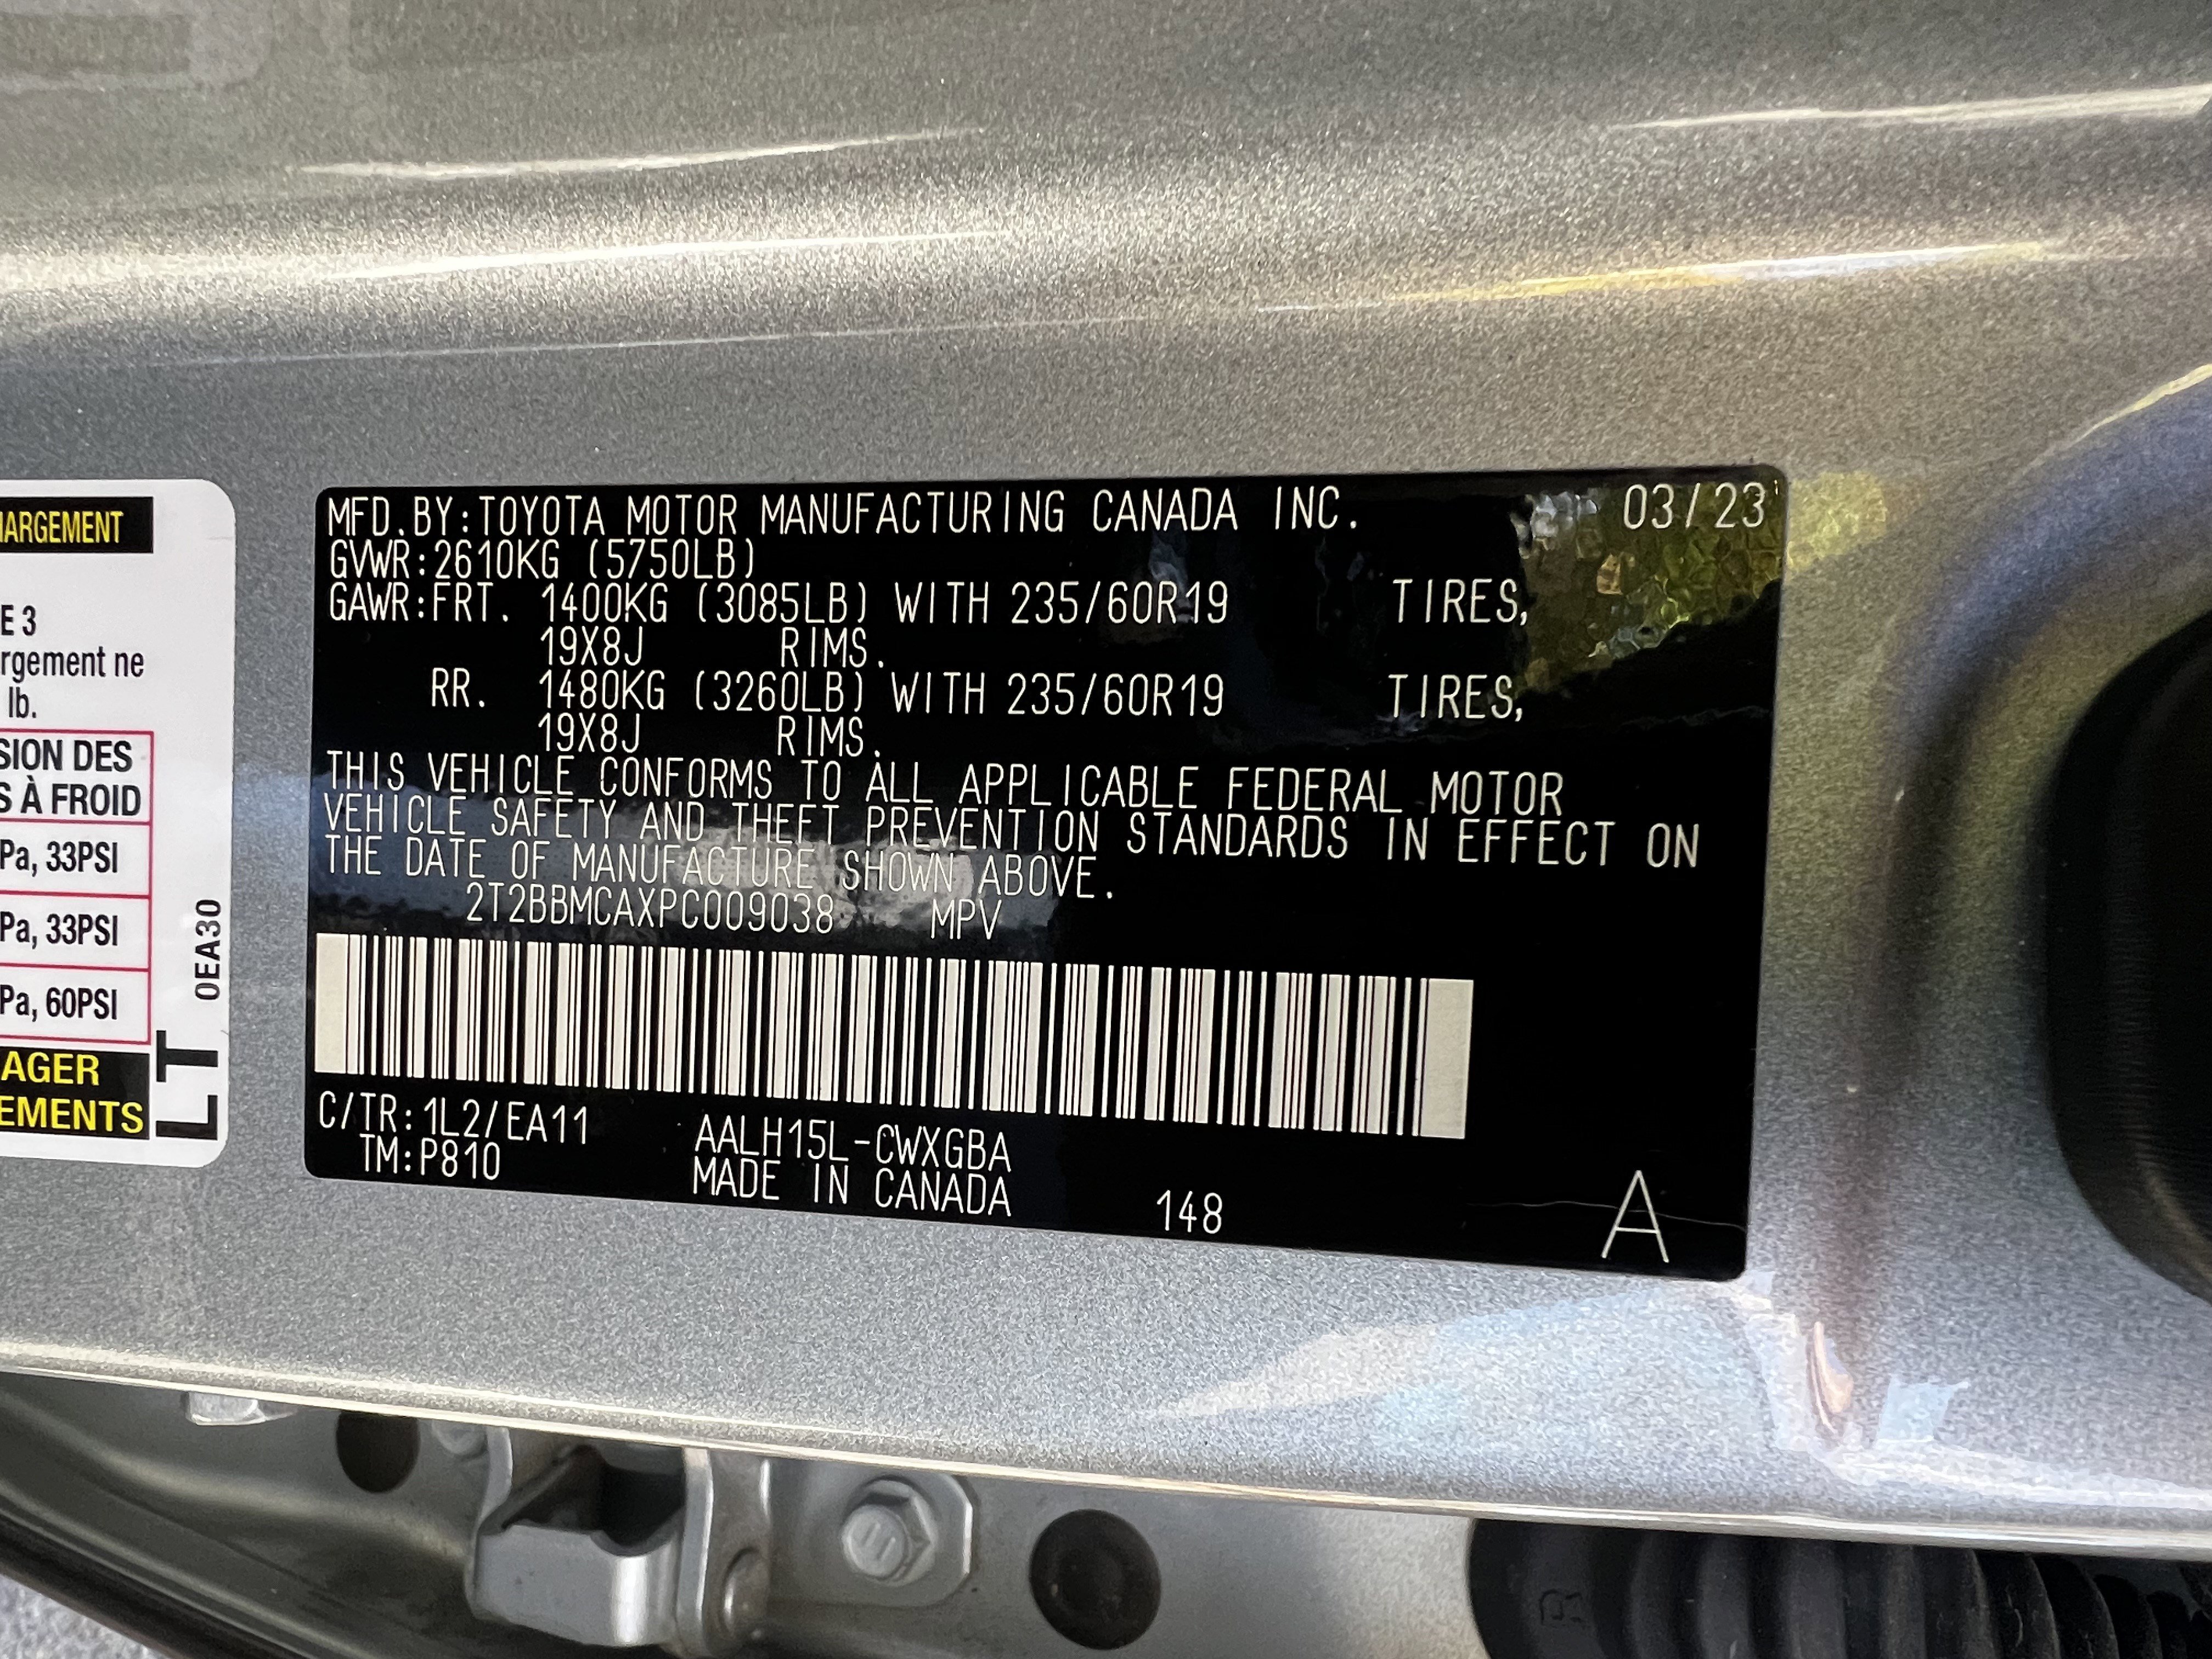 HARGEMENT
E 3
rgement ne
lb.
SION DES
S À FROID
Pa, 33PSI
Pa, 33PSI
Pa, 60PSI
AGER
EMENTS
LT 0EA30
MFD.BY:TOYOTA MOTOR MANUFACTURING CANADA INC. 03/23
GVWR:2610KG (5750LB)
GAWR:FRT. 1400KG (3085LB) WITH 235/60R19 TIRES,
19X8J RIMS.
RR. 1480KG (3260LB) WITH 235/60R19 TIRES,
19X8J RIMS.
THIS VEHICLE CONFORMS TO ALL APPLICABLE FEDERAL MOTOR
VEHICLE SAFETY AND THEFT PREVENTION STANDARDS IN EFFECT ON
THE DATE OF MANUFACTURE SHOWN ABOVE.
2T2BBMCAXPC009038 MPV
C/TR:1L2/EA11 AALH15L-CWXGBA
TM:P810 MADE IN CANADA 148 A
R